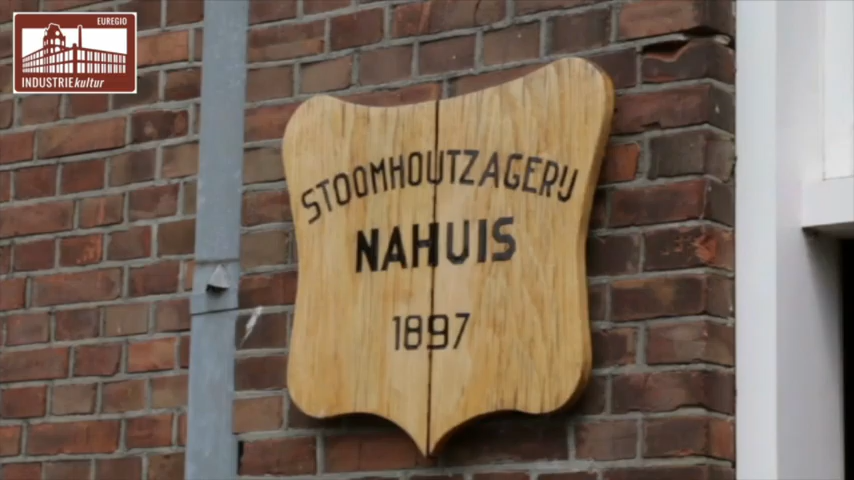 EUREGIO
INDUSTRIEkultur
STOOMHOUTZAGERIJ
NAHUIS
1897